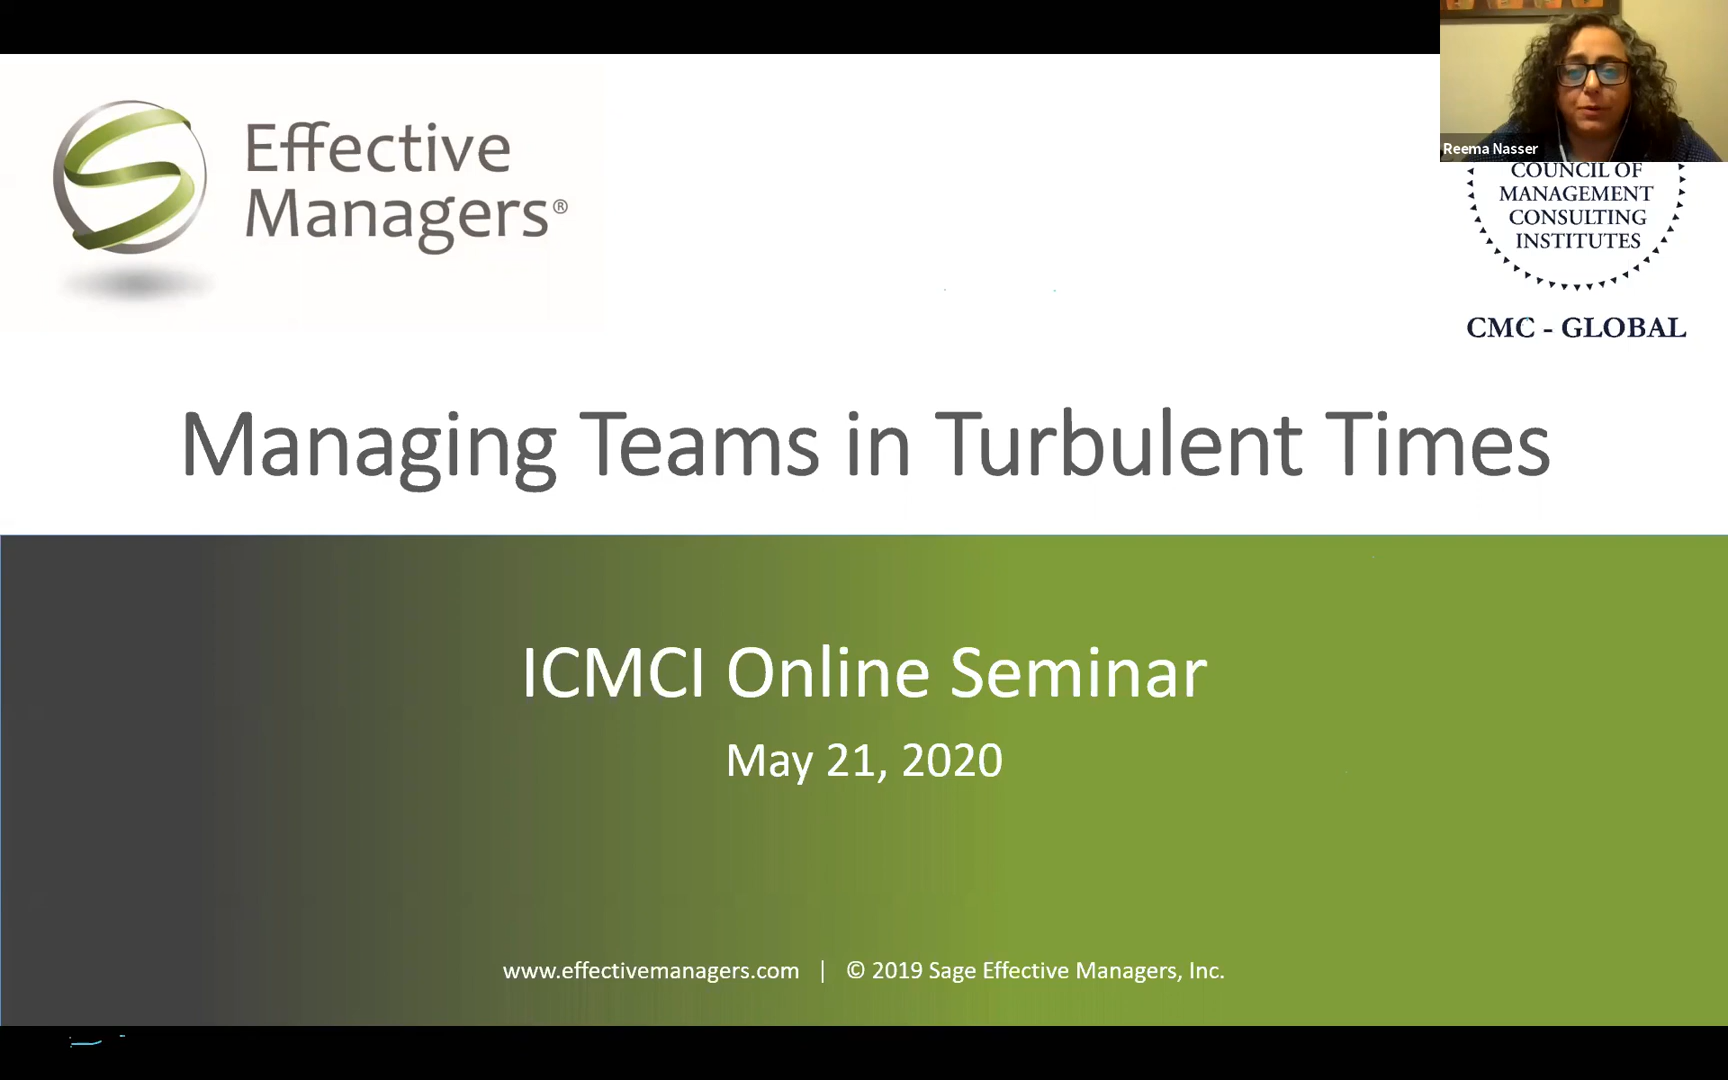 Effective
Managers®
Reema Nasser
COUNCIL OF
MANAGEMENT
CONSULTING
INSTITUTES
CMC - GLOBAL
Managing Teams in Turbulent Times
ICMCI Online Seminar
May 21, 2020
www.effectivemanagers.com | © 2019 Sage Effective Managers, Inc.